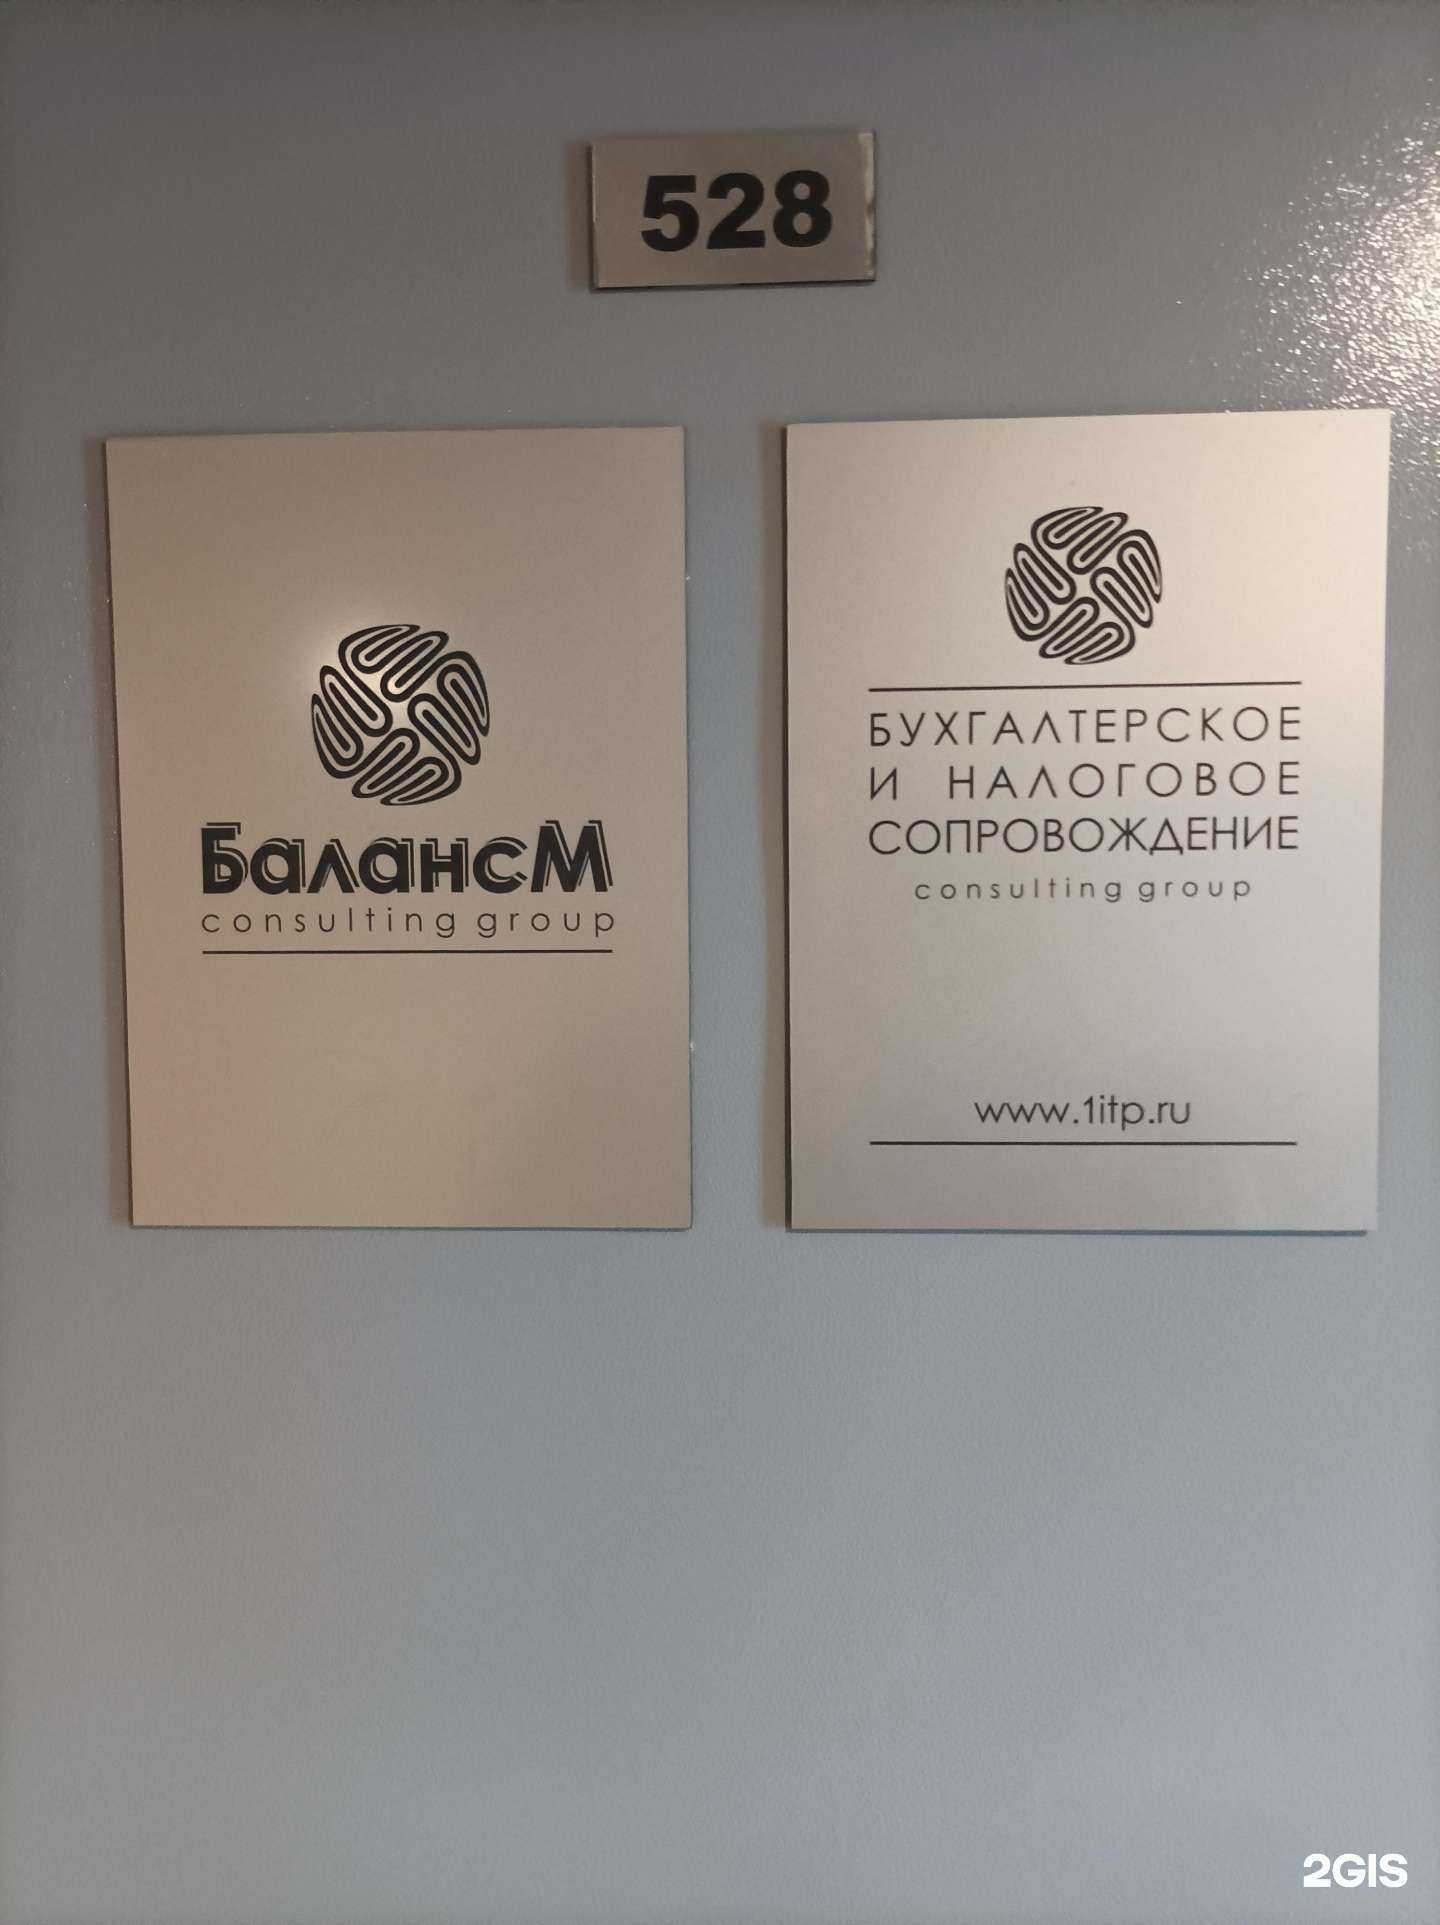 528
БалансМ
consulting group
БУХГАЛТЕРСКОЕ
И НАЛОГОВОЕ
СОПРОВОЖДЕНИЕ
consulting group
www.1itp.ru
2GIS